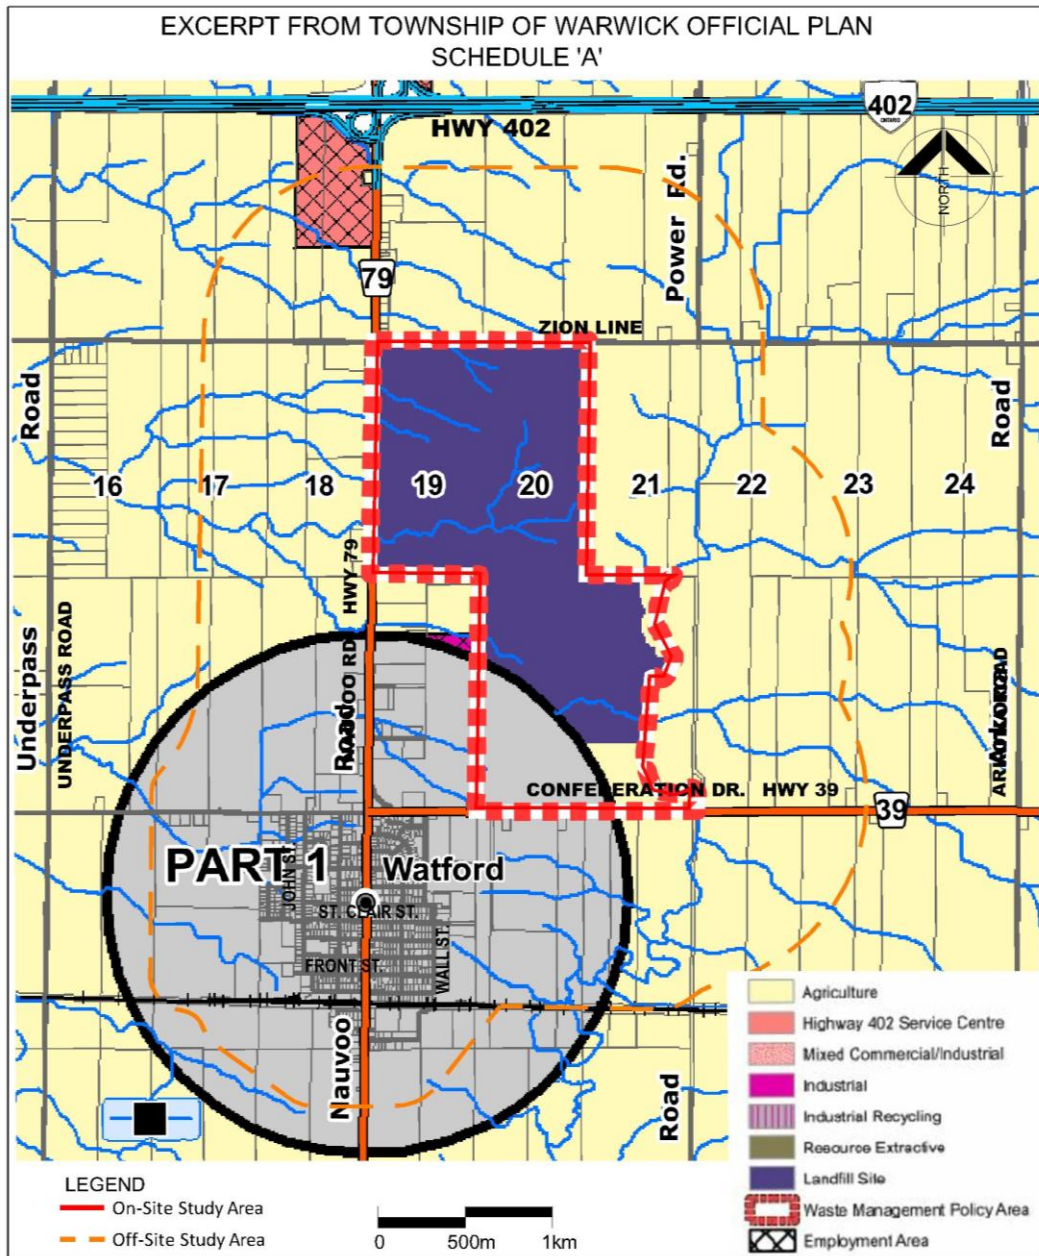 EXCERPT FROM TOWNSHIP OF WARWICK OFFICIAL PLAN
SCHEDULE 'A'
402
ONTARIO
HWY 402
NORTH
Power Rd.
79
ZION LINE
Road
Road
16 17 18 19 20 21 22 23 24
HWY 79
Underpass
UNDERPASS ROAD
Road
CONFEDERATION DR. HWY 39
39
PART 1
Watford
JOHN ST.
ST. CLAIR ST.
WALL ST.
FRONT ST.
Nauvoo
Road
Agriculture
Highway 402 Service Centre
Mixed Commercial/Industrial
Industrial
Industrial Recycling
Resource Extractive
Landfill Site
Waste Management Policy Area
Employment Area
LEGEND
On-Site Study Area
Off-Site Study Area
0 500m 1km